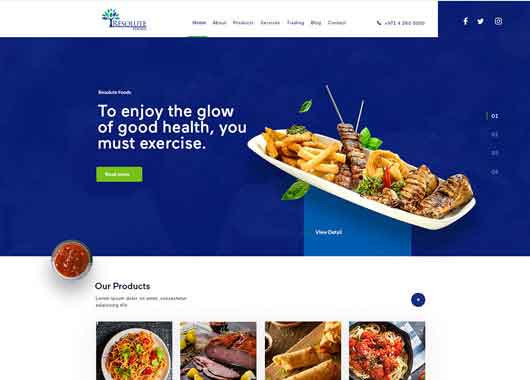 RESOLUTE
FOODS
Home About Products Services Trading Blog Contact
+971 4 260 5000
Resolute Foods
To enjoy the glow
of good health, you
must exercise.
Read more
01
02
03
04
View Detail
Our Products
Lorem ipsum dolor sit amet, consectetur
adipiscing elit.